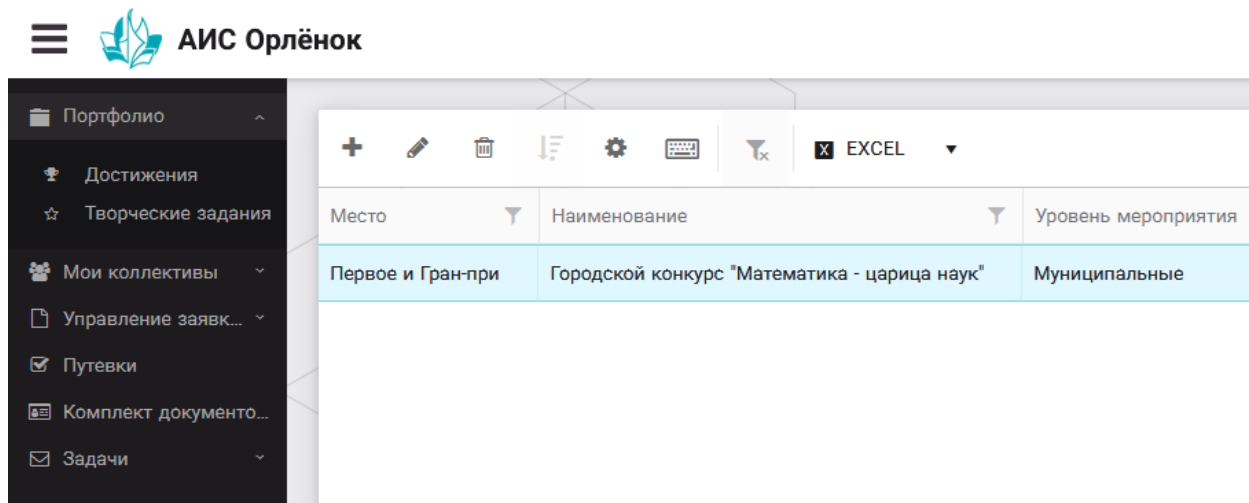 АИС Орлёнок
Портфолио
Достижения
Творческие задания
Мои коллективы
Управление заявк...
Путевки
Комплект документо...
Задачи
X EXCEL
Место Наименование Уровень мероприятия
Первое и Гран-при Городской конкурс "Математика - царица наук" Муниципальные